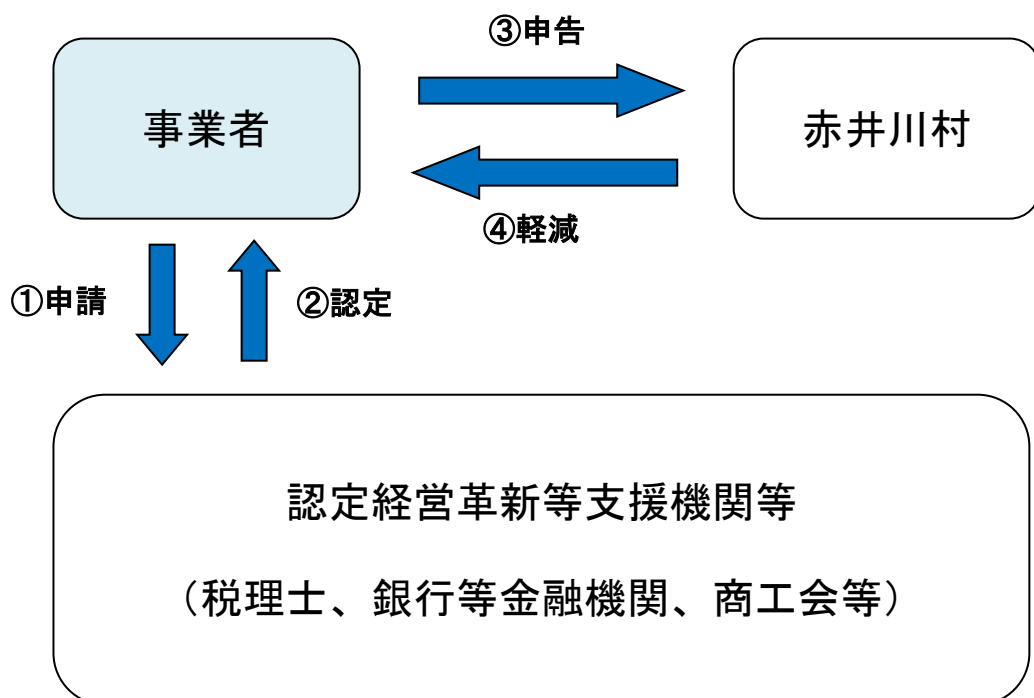 ③申告
事業者
赤井川村
④軽減
①申請
②認定
認定経営革新等支援機関等
（税理士、銀行等金融機関、商工会等）